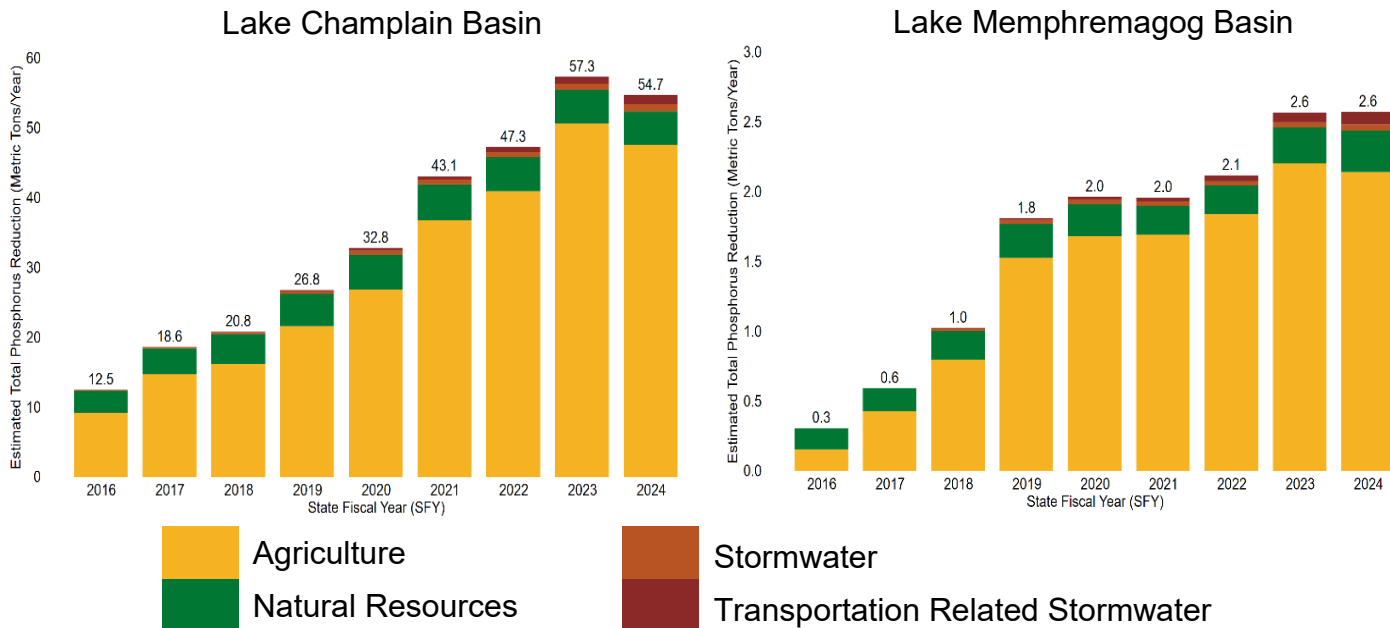 Lake Champlain Basin
Estimated Total Phosphorus Reduction (Metric Tons/Year)
60
50
40
30
20
10
0
12.5
18.6
20.8
26.8
32.8
43.1
47.3
57.3
54.7
2016 2017 2018 2019 2020 2021 2022 2023 2024
State Fiscal Year (SFY)
Lake Memphremagog Basin
Estimated Total Phosphorus Reduction (Metric Tons/Year)
3.0
2.5
2.0
1.5
1.0
0.5
0.0
0.3
0.6
1.0
1.8
2.0
2.0
2.1
2.6
2.6
2016 2017 2018 2019 2020 2021 2022 2023 2024
State Fiscal Year (SFY)
Agriculture
Natural Resources
Stormwater
Transportation Related Stormwater